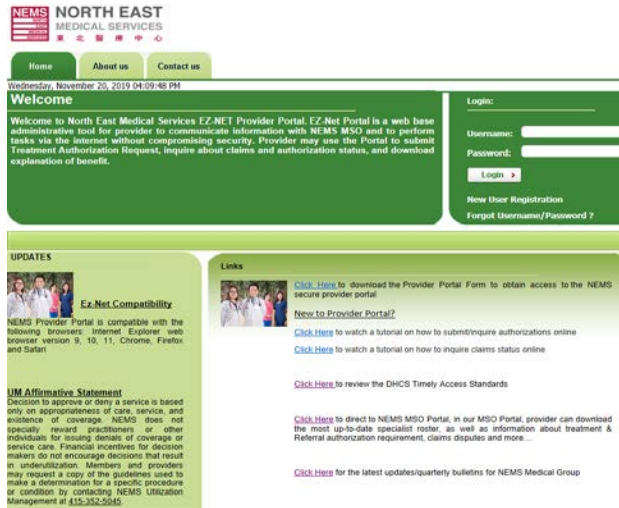 NEMS
NORTH EAST
MEDICAL SERVICES
東 北 醫 療 中 心
Home
About us
Contact us
Wednesday, November 20, 2019 04:09:48 PM
Welcome
Welcome to North East Medical Services EZ-NET Provider Portal. EZ-Net Portal is a web base
administrative tool for provider to communicate information with NEMS MSO and to perform
tasks via the internet without compromising security. Provider may use the Portal to submit
Treatment Authorization Request, inquire about claims and authorization status, and download
explanation of benefit.
Login:
Username:
Password:
Login
New User Registration
Forgot Username/Password ?
UPDATES
Ez-Net Compatibility
NEMS Provider Portal is compatible with the
following browsers: Internet Explorer web
browser version 9, 10, 11, Chrome, Firefox
and Safari
UM Affirmative Statement
Decision to approve or deny a service is based
only on appropriateness of care, service, and
existence of coverage. NEMS does not
specially reward practitioners or other
individuals for issuing denials of coverage or
service care. Financial incentives for decision
makers do not encourage decisions that result
in underutilization. Members and providers
may request a copy of the guidelines used to
make a determination for a specific procedure
or condition by contacting NEMS Utilization
Management at 415-352-5045.
Links
Click Here to download the Provider Portal Form to obtain access to the NEMS
secure provider portal
New to Provider Portal?
Click Here to watch a tutorial on how to submit/inquire authorizations online
Click Here to watch a tutorial on how to inquire claims status online
Click Here to review the DHCS Timely Access Standards
Click Here to direct to NEMS MSO Portal, in our MSO Portal, provider can download
the most up-to-date specialist roster, as well as information about treatment &
Referral authorization requirement, claims disputes and more....
Click Here for the latest updates/quarterly bulletins for NEMS Medical Group